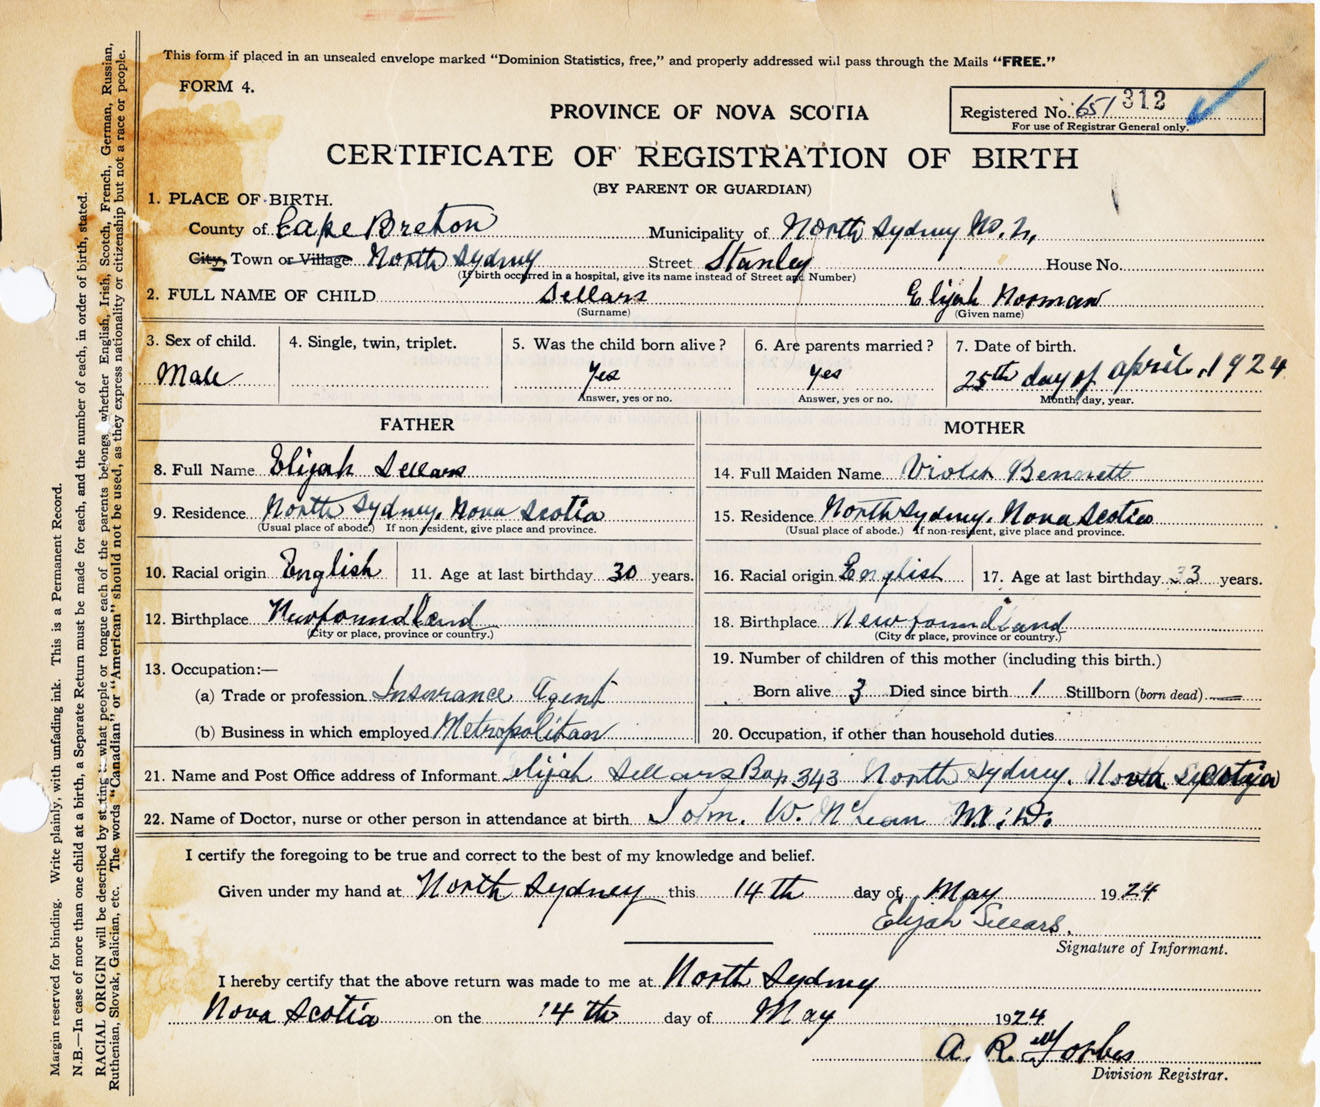 This form if placed in an unsealed envelope marked "Dominion Statistics, free," and properly addressed will pass through the Mails "FREE."
FORM 4.
PROVINCE OF NOVA SCOTIA
Registered No. 651 312
For use of Registrar General only.
CERTIFICATE OF REGISTRATION OF BIRTH
(BY PARENT OR GUARDIAN)
1. PLACE OF BIRTH.
County of Cape Breton Municipality of North Sydney
City, Town or Village North Sydney Street Stanley House No.
(If birth occurred in a hospital, give its name instead of Street and Number)
2. FULL NAME OF CHILD Sellars Elijah Norman
(Surname) (Given name)
3. Sex of child. 4. Single, twin, triplet. 5. Was the child born alive? 6. Are parents married? 7. Date of birth.
Male Yes Yes 25th day of April. 1924
Answer, yes or no. Answer, yes or no. Month, day, year.
FATHER MOTHER
8. Full Name Elijah Sellars 14. Full Maiden Name Violet Bennett
9. Residence North Sydney. Nova Scotia 15. Residence North Sydney. Nova Scotia
(Usual place of abode.) If non resident, give place and province. (Usual place of abode.) If non-resident, give place and province.
10. Racial origin English 11. Age at last birthday 30 years. 16. Racial origin English 17. Age at last birthday 33 years.
12. Birthplace Newfoundland 18. Birthplace Newfoundland
(City or place, province or country.) (City or place, province or country.)
13. Occupation:— 19. Number of children of this mother (including this birth.)
(a) Trade or profession Insurance Agent Born alive 3 Died since birth 1 Stillborn (born dead) —
(b) Business in which employed Metropolitan 20. Occupation, if other than household duties
21. Name and Post Office address of Informant Elijah Sellars Box 343 North Sydney. Nova Scotia
22. Name of Doctor, nurse or other person in attendance at birth John. W. McLean M.D.
I certify the foregoing to be true and correct to the best of my knowledge and belief.
Given under my hand at North Sydney this 14th day of May 1924
Elijah Sellars.
Signature of Informant.
I hereby certify that the above return was made to me at North Sydney
Nova Scotia on the 14th day of May 1924
A. R. Forbes
Division Registrar.
Margin reserved for binding. Write plainly, with unfading ink. This is a Permanent Record.
N.B.—In case of more than one child at a birth, a Separate Return must be made for each, and the number of each, in order of birth, stated.
RACIAL ORIGIN will be described by stating to what people or tongue each of the parents belongs, whether English, Irish, Scotch, French, German, Russian,
Ruthenian, Slovak, Galician, etc. The words "Canadian" or "American" should not be used, as they express nationality or citizenship but not a race or people.